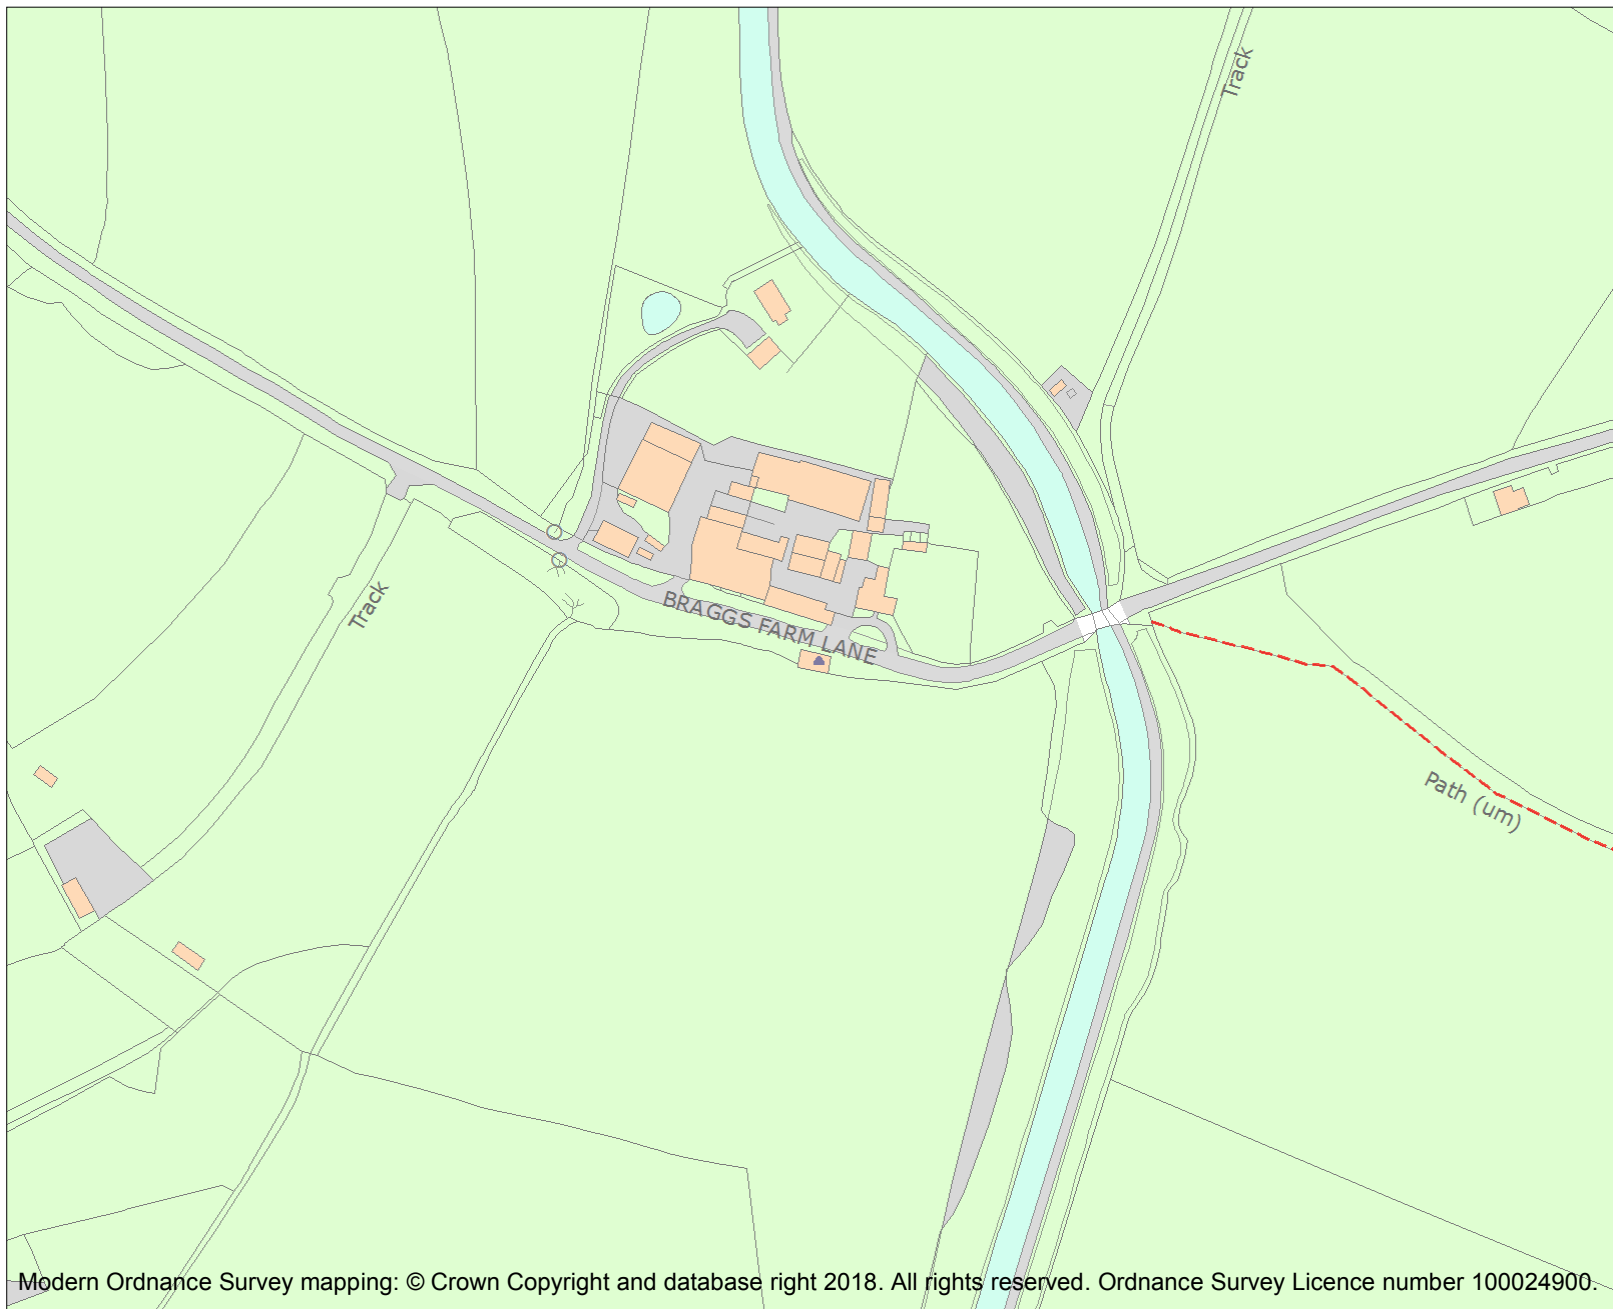 Track
Track
BRAGGS FARM LANE
Path (um)
Modern Ordnance Survey mapping: © Crown Copyright and database right 2018. All rights reserved. Ordnance Survey Licence number 100024900.